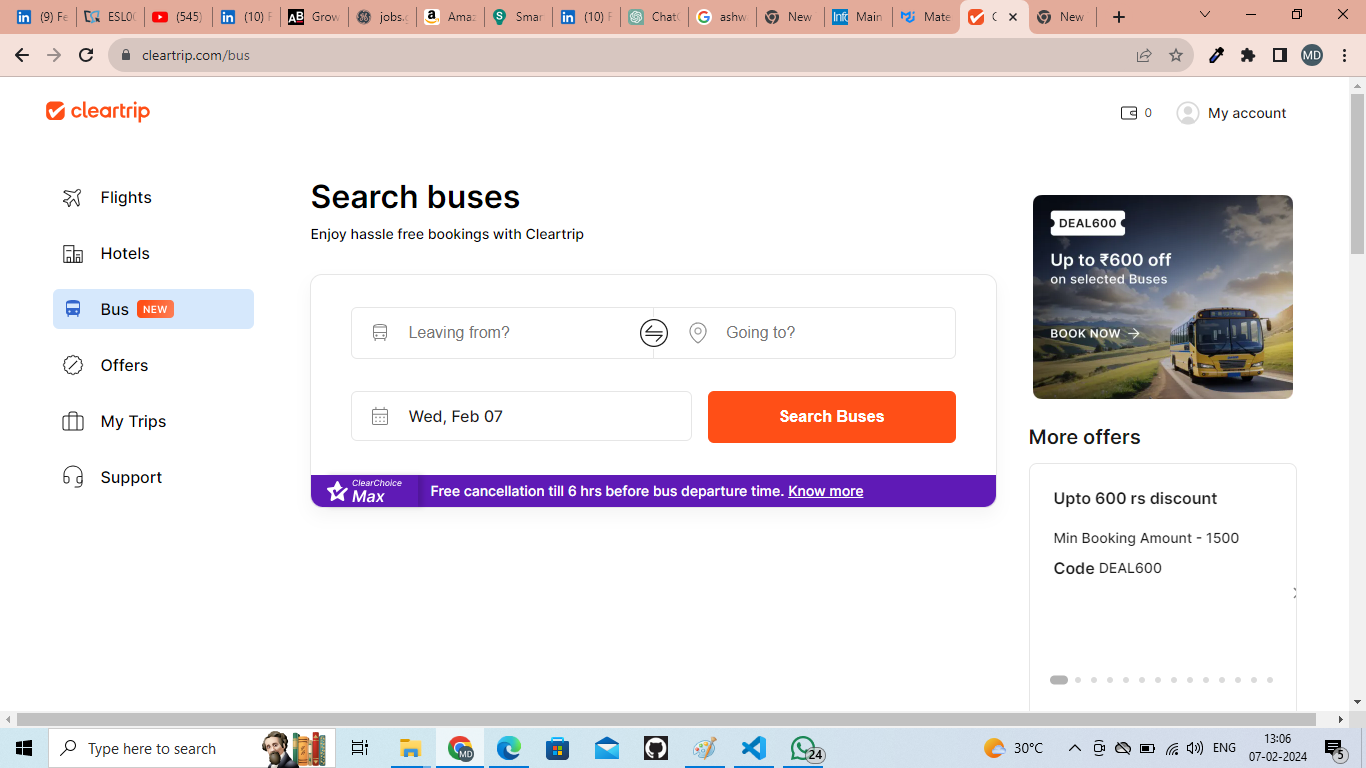 (9) Fe
ESL0
(545)
(10) F
Grow
jobs.g
Amaz
Smar
(10) F
Chat
ashw
New
Info
Main
Mate
New
cleartrip.com/bus
MD
cleartrip
0
My account
Flights
Hotels
Bus NEW
Offers
My Trips
Support
Search buses
Enjoy hassle free bookings with Cleartrip
Leaving from?
Going to?
Wed, Feb 07
Search Buses
ClearChoice
Max
Free cancellation till 6 hrs before bus departure time. Know more
DEAL600
Up to ₹600 off
on selected Buses
BOOK NOW →
More offers
Upto 600 rs discount
Min Booking Amount - 1500
Code DEAL600
Type here to search
MD
24
30°C
ENG
13:06
07-02-2024
5